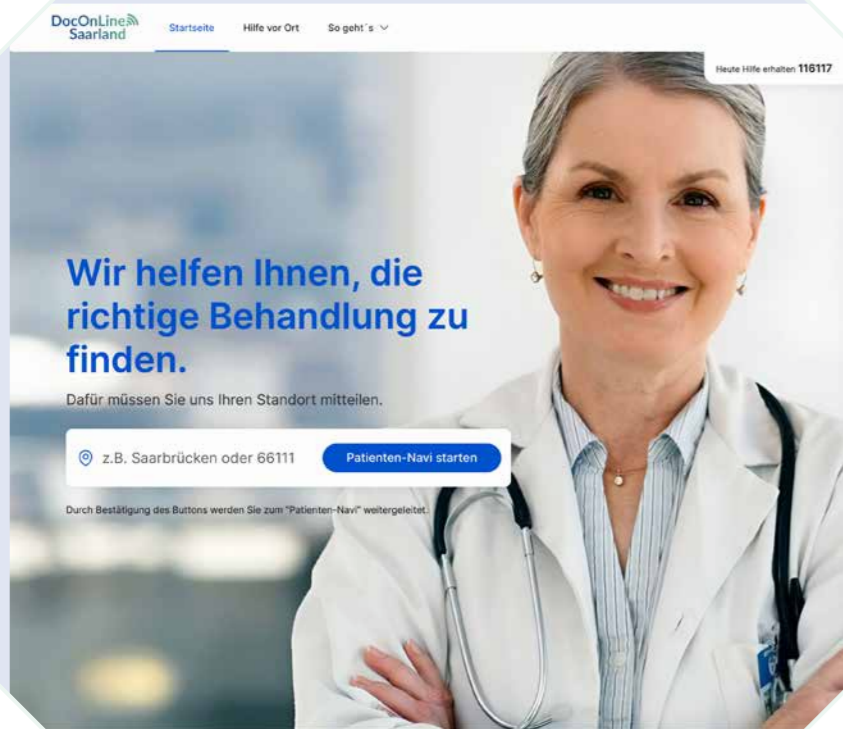 DocOnLine
Saarland
Startseite
Hilfe vor Ort
So geht´s
Heute Hilfe erhalten 116117
Wir helfen Ihnen, die
richtige Behandlung zu
finden.
Dafür müssen Sie uns Ihren Standort mitteilen.
z.B. Saarbrücken oder 66111
Patienten-Navi starten
Durch Bestätigung des Buttons werden Sie zum "Patienten-Navi" weitergeleitet.